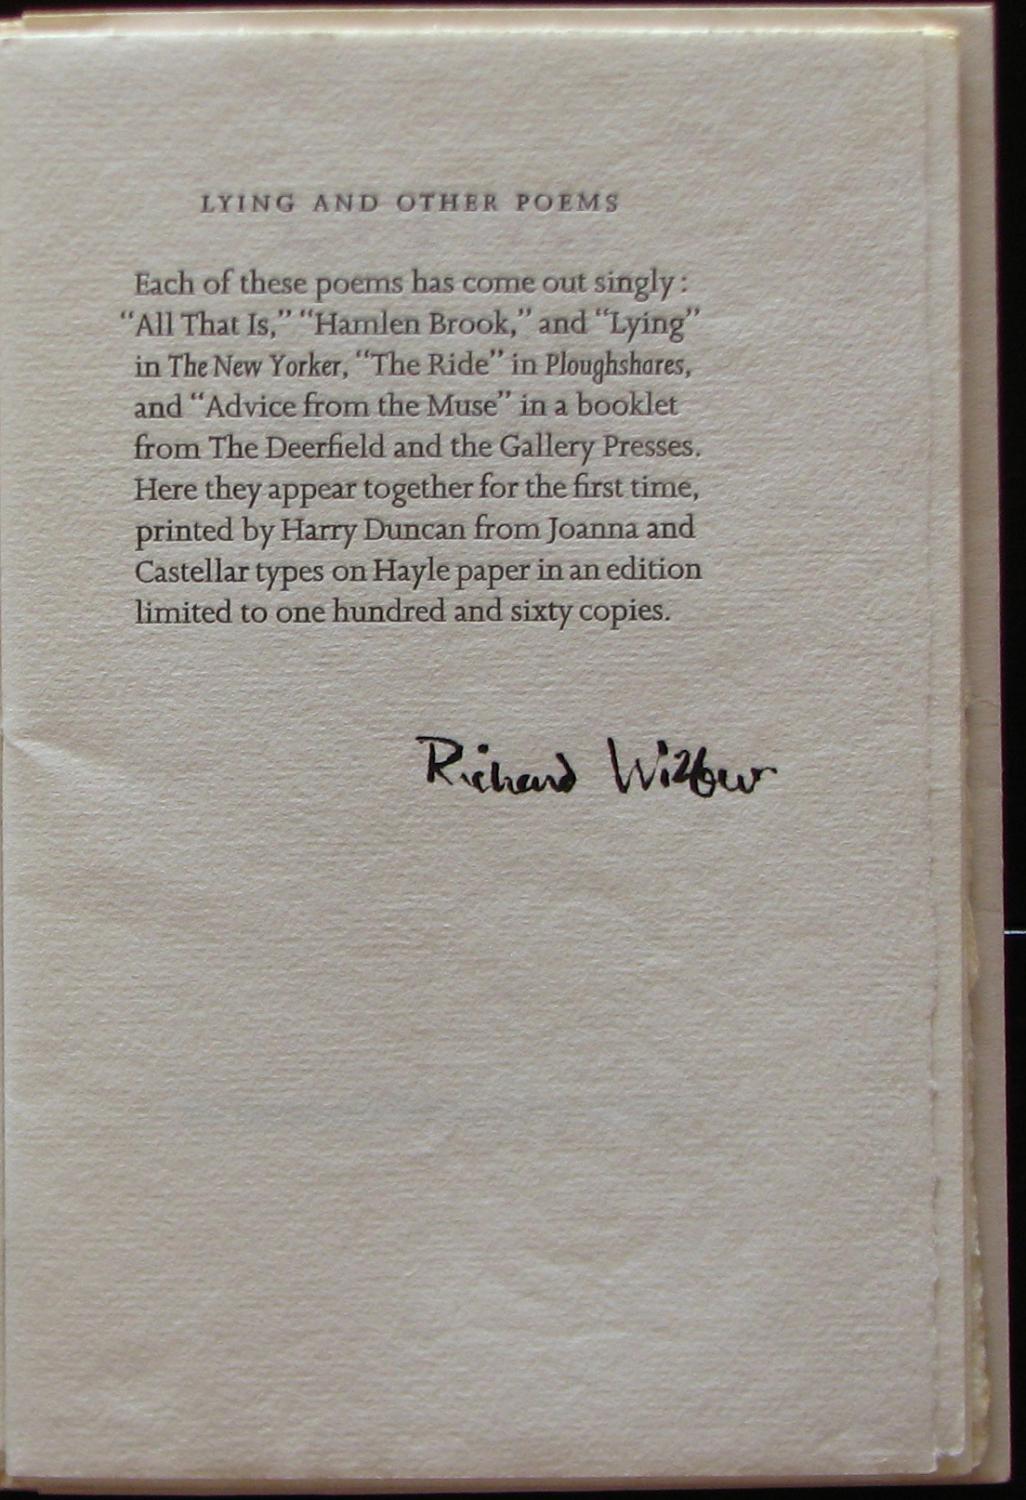 LYING AND OTHER POEMS
Each of these poems has come out singly:
“All That Is,” “Hamlen Brook,” and “Lying”
in The New Yorker, “The Ride” in Ploughshares,
and “Advice from the Muse” in a booklet
from The Deerfield and the Gallery Presses.
Here they appear together for the first time,
printed by Harry Duncan from Joanna and
Castellar types on Hayle paper in an edition
limited to one hundred and sixty copies.
Richard Wilbur